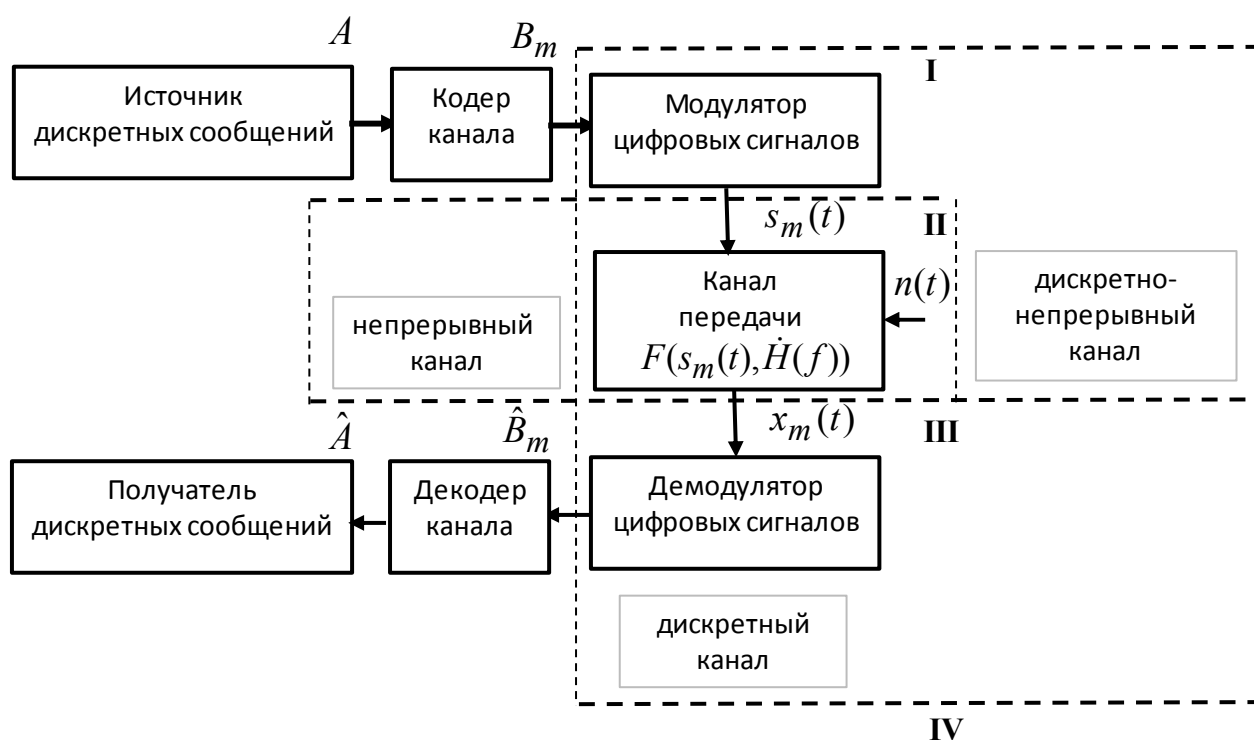 A
B_m
I
Источник
дискретных сообщений
Кодер
канала
Модулятор
цифровых сигналов
s_m(t)
II
Канал
передачи
F(s_m(t), Ḣ(f))
n(t)
непрерывный
канал
дискретно-
непрерывный
канал
x_m(t)
III
Â
B̂_m
Получатель
дискретных сообщений
Декодер
канала
Демодулятор
цифровых сигналов
дискретный
канал
IV